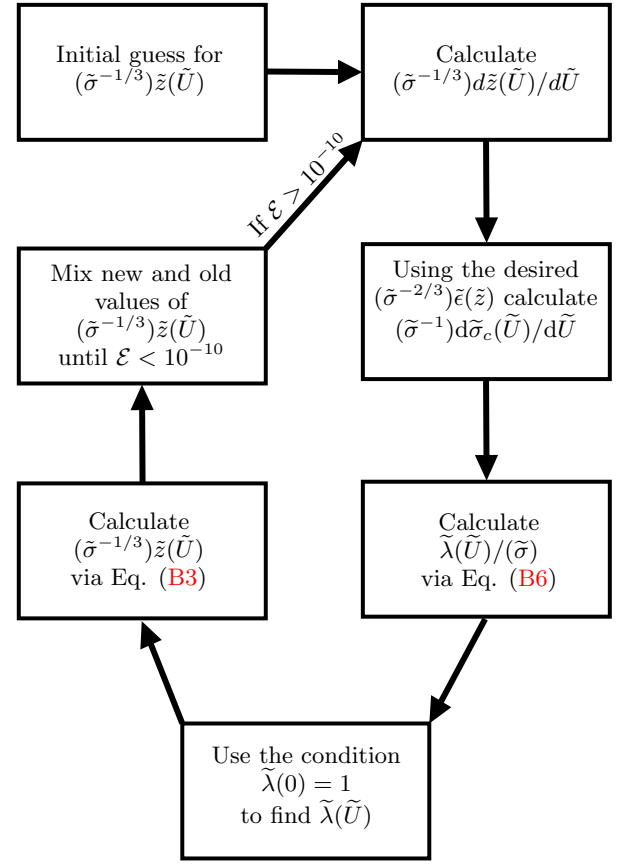 Initial guess for
(σ̃^{-1/3})z̃(Ũ)
Calculate
(σ̃^{-1/3})dz̃(Ũ)/dŨ
Using the desired
(σ̃^{-2/3})ϵ̃(z̃) calculate
(σ̃^{-1})dσ̃_c(Ũ)/dŨ
Calculate
λ̃(Ũ)/(σ̃)
via Eq. (B6)
Use the condition
λ̃(0) = 1
to find λ̃(Ũ)
Calculate
(σ̃^{-1/3})z̃(Ũ)
via Eq. (B3)
Mix new and old
values of
(σ̃^{-1/3})z̃(Ũ)
until ℰ < 10^{-10}
If ℰ > 10^{-10}